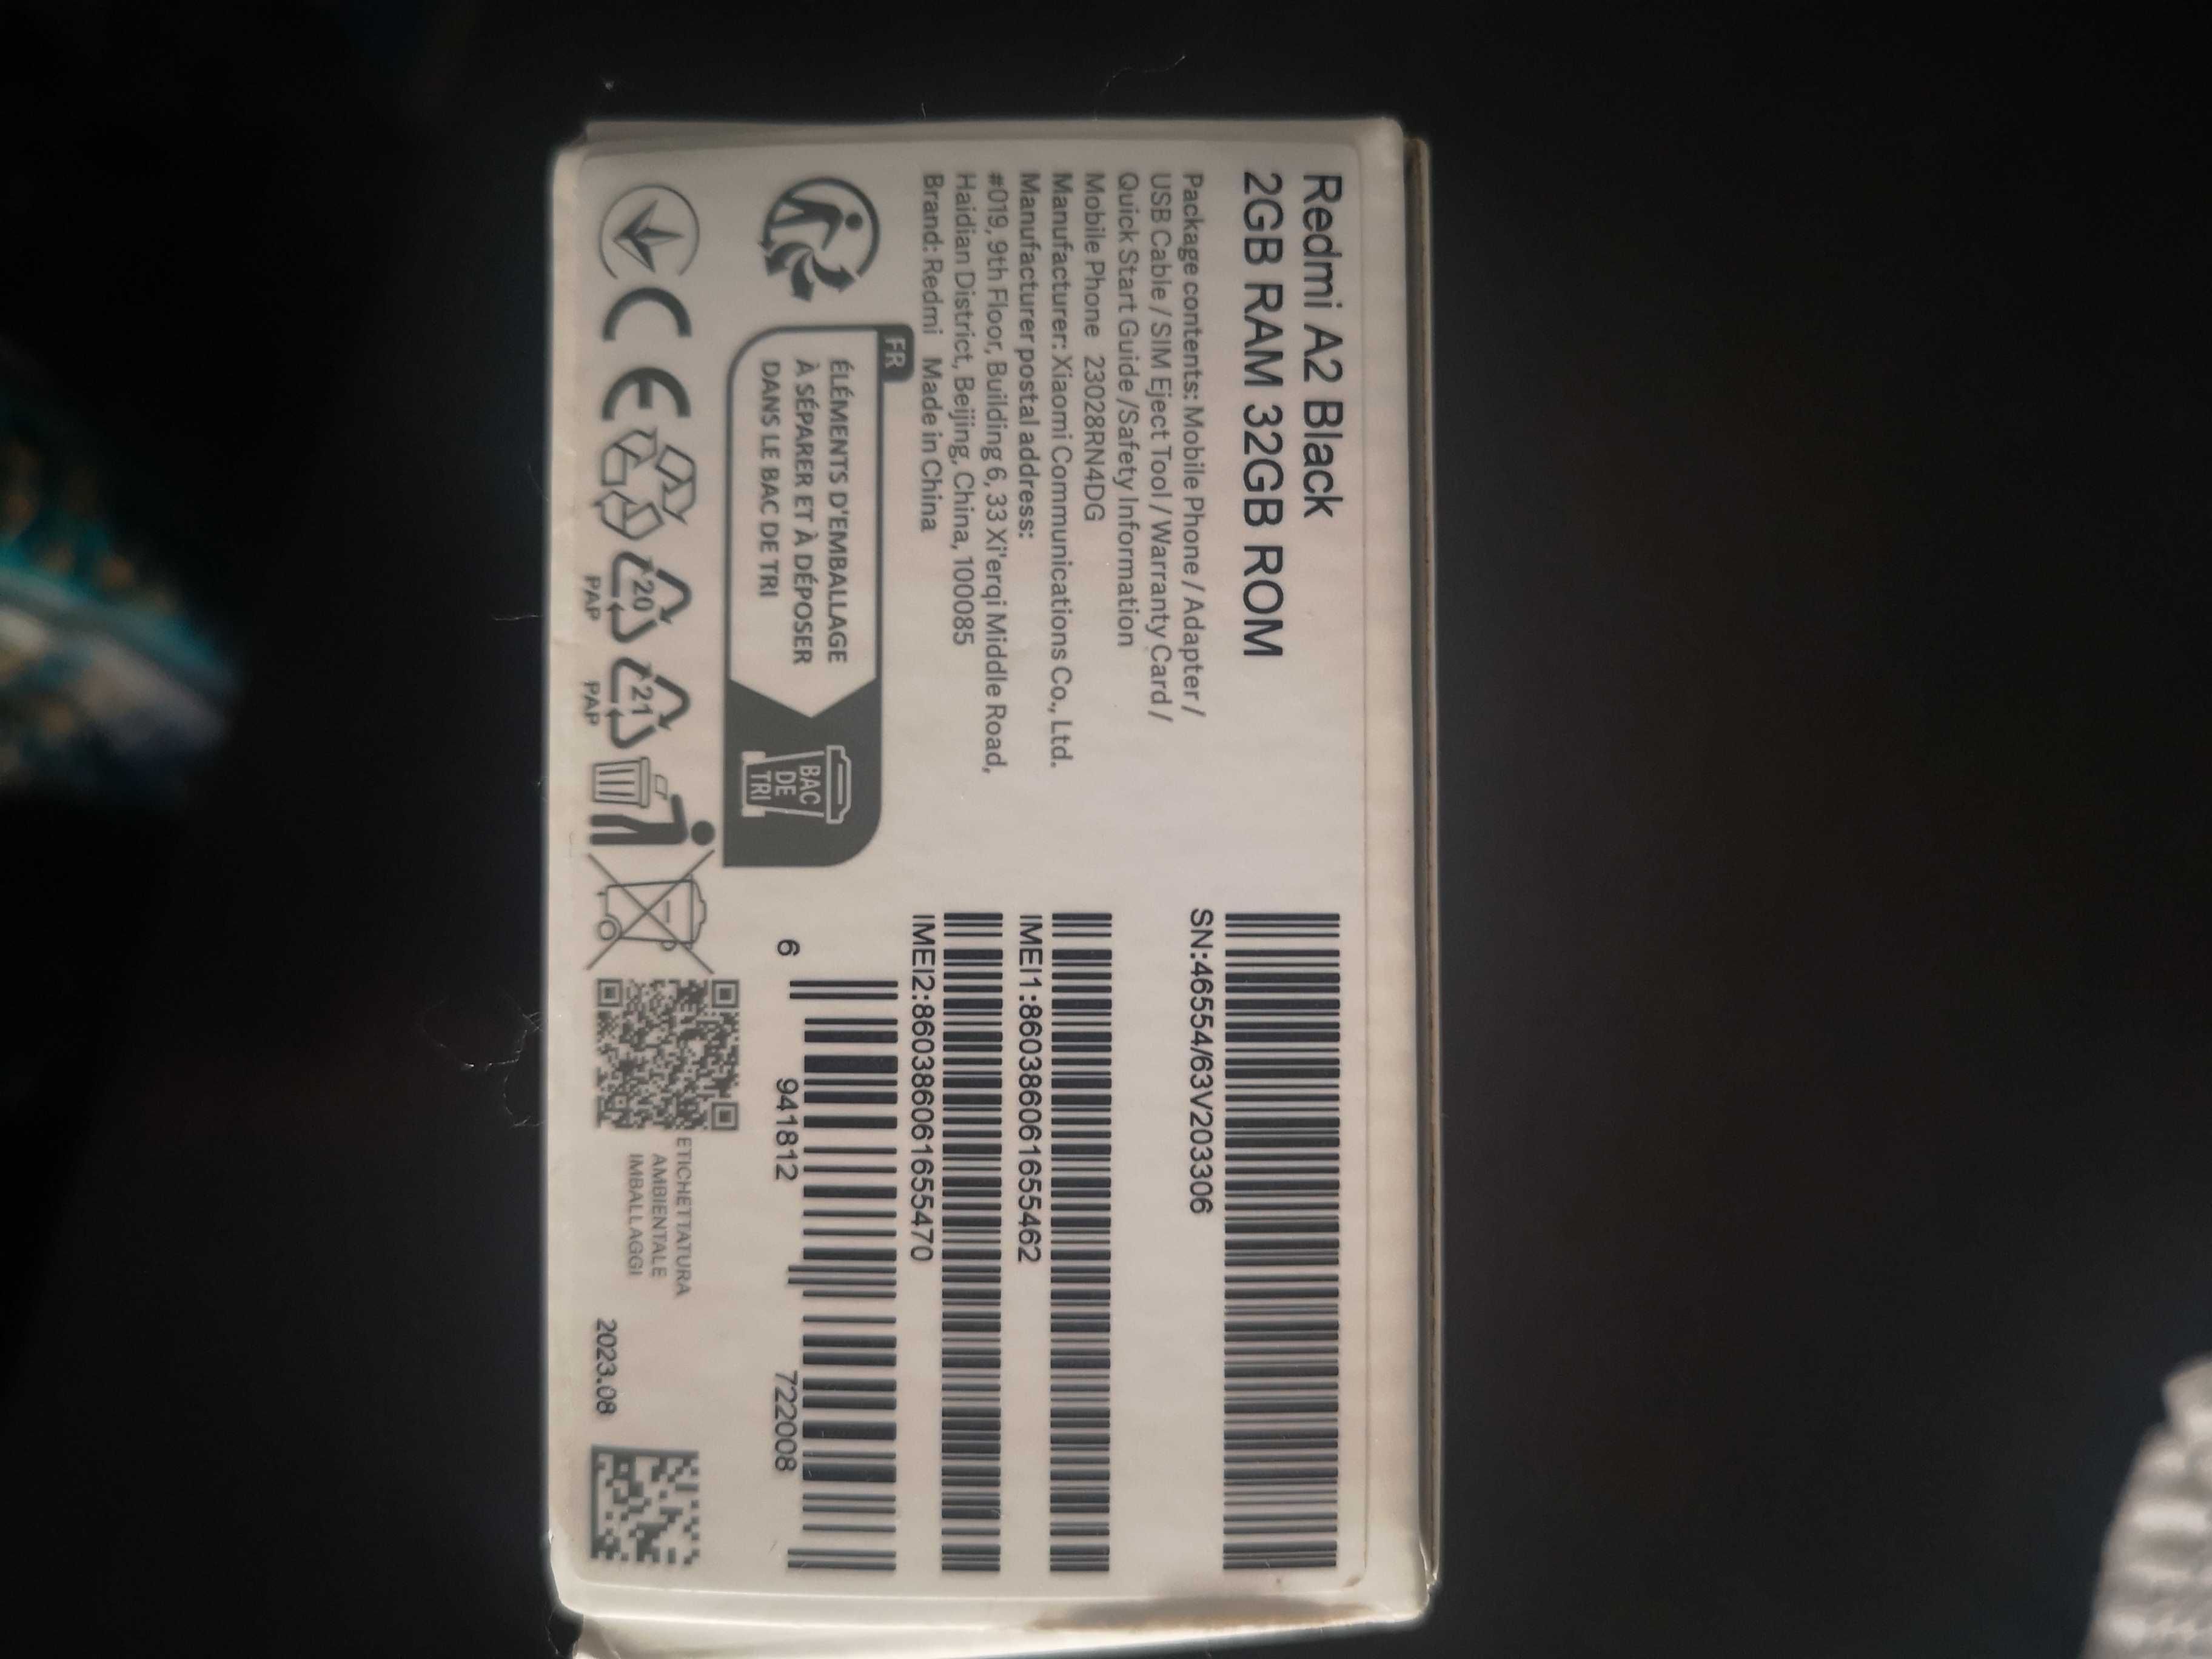 Redmi A2 Black
2GB RAM 32GB ROM
Package contents: Mobile Phone / Adapter /
USB Cable / SIM Eject Tool / Warranty Card /
Quick Start Guide /Safety Information
Mobile Phone 23028RN4DG
Manufacturer: Xiaomi Communications Co., Ltd.
Manufacturer postal address:
#019, 9th Floor, Building 6, 33 Xi'erqi Middle Road,
Haidian District, Beijing, China, 100085
Brand: Redmi Made in China
SN:46554/63V203306
IMEI1:860386061655462
IMEI2:860386061655470
6 941812 722008
FR
ÉLÉMENTS D'EMBALLAGE
À SÉPARER ET À DÉPOSER
DANS LE BAC DE TRI
BAC
DE
TRI
CE
20
PAP
21
PAP
ETICHETTATURA
AMBIENTALE
IMBALLAGGI
2023.08